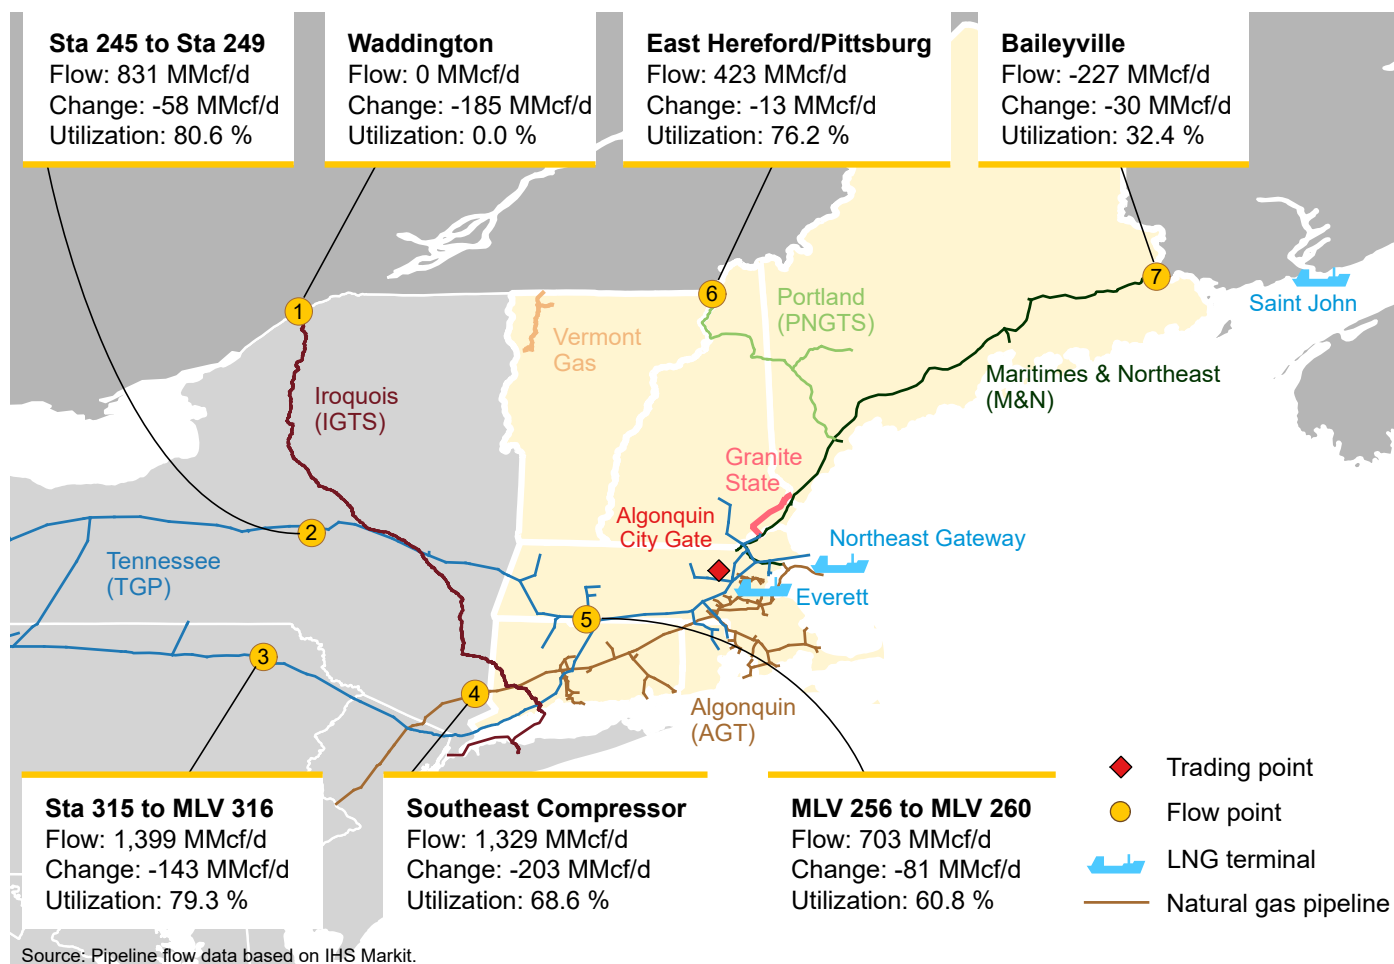 Sta 245 to Sta 249
Flow: 831 MMcf/d
Change: -58 MMcf/d
Utilization: 80.6 %
Waddington
Flow: 0 MMcf/d
Change: -185 MMcf/d
Utilization: 0.0 %
East Hereford/Pittsburg
Flow: 423 MMcf/d
Change: -13 MMcf/d
Utilization: 76.2 %
Baileyville
Flow: -227 MMcf/d
Change: -30 MMcf/d
Utilization: 32.4 %
1
6
7
Saint John
Portland
(PNGTS)
Vermont
Gas
Maritimes & Northeast
(M&N)
Iroquois
(IGTS)
Granite
State
Algonquin
City Gate
2
Northeast Gateway
Tennessee
(TGP)
Everett
5
3
4
Algonquin
(AGT)
Sta 315 to MLV 316
Flow: 1,399 MMcf/d
Change: -143 MMcf/d
Utilization: 79.3 %
Southeast Compressor
Flow: 1,329 MMcf/d
Change: -203 MMcf/d
Utilization: 68.6 %
MLV 256 to MLV 260
Flow: 703 MMcf/d
Change: -81 MMcf/d
Utilization: 60.8 %
Trading point
Flow point
LNG terminal
Natural gas pipeline
Source: Pipeline flow data based on IHS Markit.